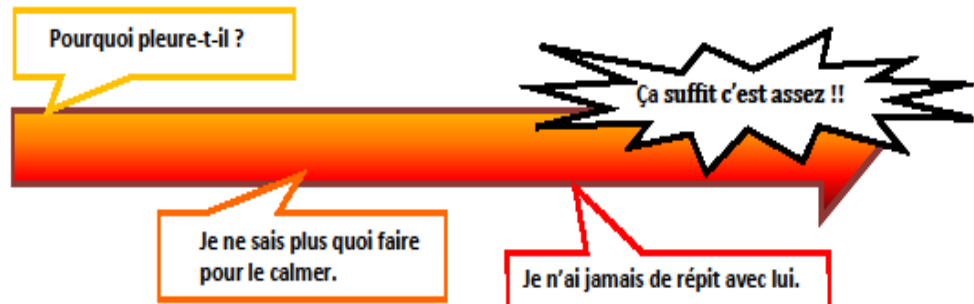 Pourquoi pleure-t-il ?
Je ne sais plus quoi faire
pour le calmer.
Je n'ai jamais de répit avec lui.
Ça suffit c'est assez !!